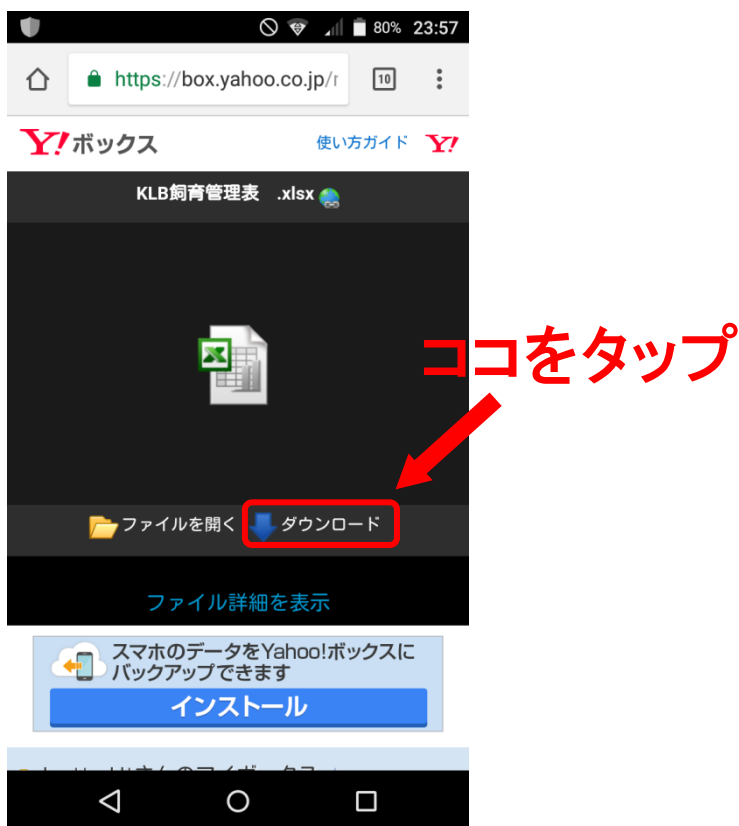 80% 23:57
https://box.yahoo.co.jp/r
10
Y!ボックス
使い方ガイド Y!
KLB飼育管理表 .xlsx
ココをタップ
ファイルを開く ダウンロード
ファイル詳細を表示
スマホのデータをYahoo!ボックスに
バックアップできます
インストール